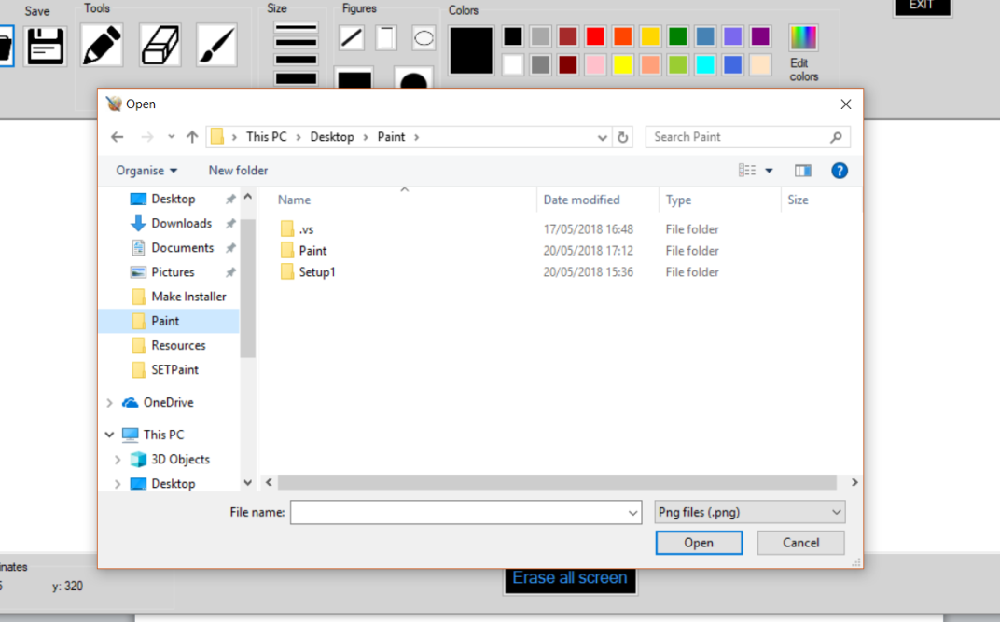 Save
Tools
Size
Figures
Colors
EXIT
Edit
colors
Open
This PC > Desktop > Paint >
Search Paint
Organise
New folder
Name
Date modified
Type
Size
.vs 17/05/2018 16:48 File folder
Paint 20/05/2018 17:12 File folder
Setup1 20/05/2018 15:36 File folder
Desktop
Downloads
Documents
Pictures
Make Installer
Paint
Resources
SETPaint
OneDrive
This PC
3D Objects
Desktop
File name:
Png files (.png)
Open
Cancel
inates
y: 320
Erase all screen